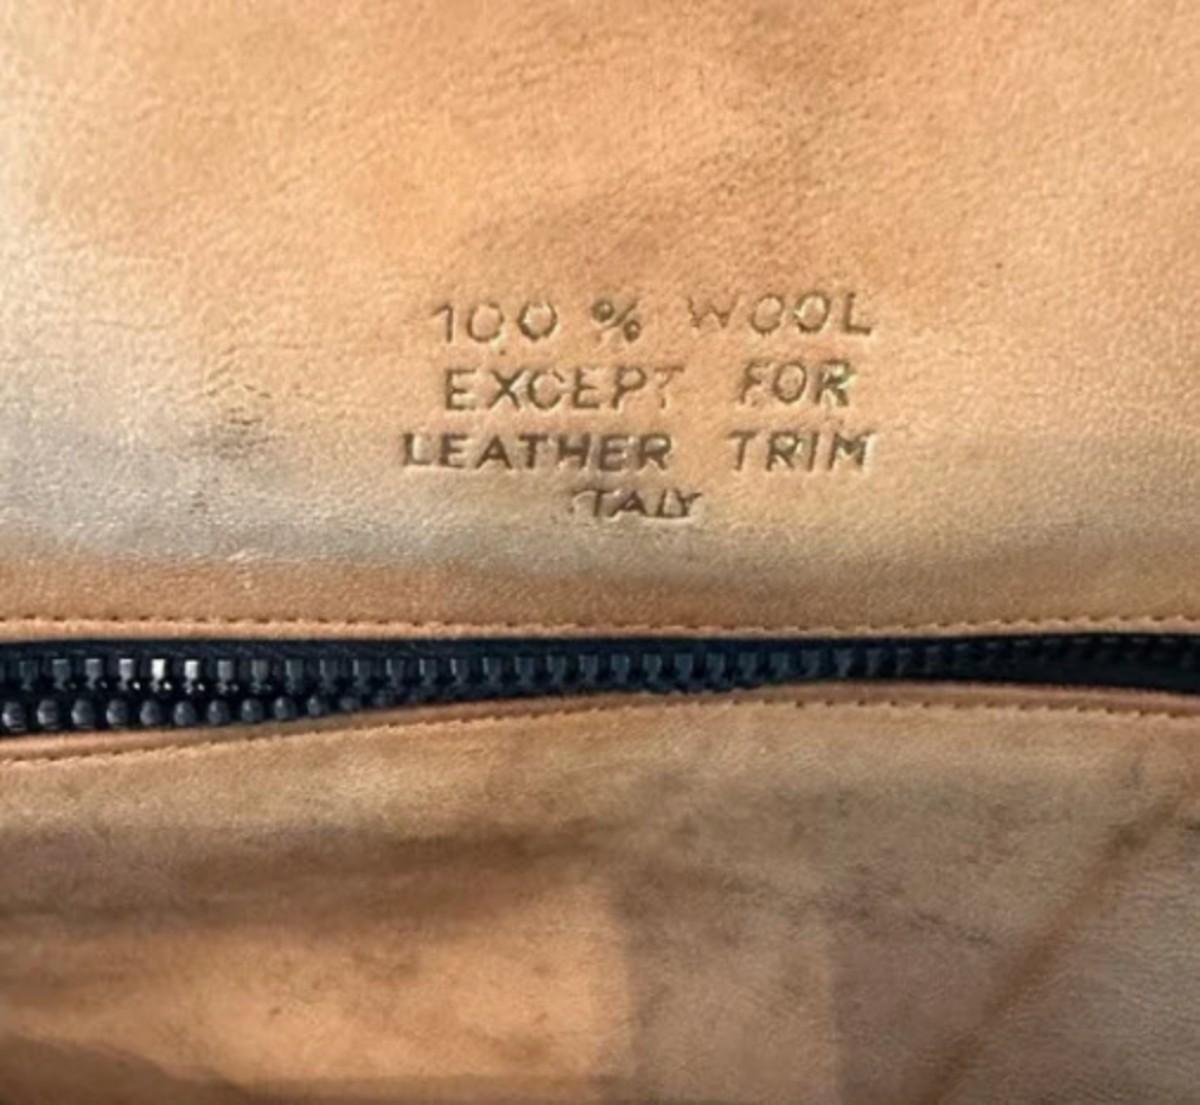 100 % WOOL
EXCEPT FOR
LEATHER TRIM
ITALY